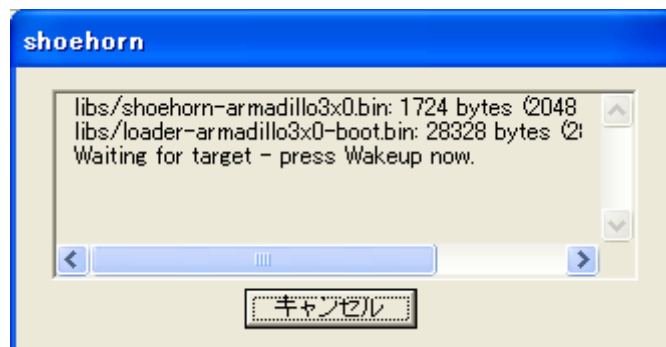 shoehorn
libs/shoehorn-armadillo3x0.bin: 1724 bytes (2048
libs/loader-armadillo3x0-boot.bin: 28328 bytes (2
Waiting for target - press Wakeup now.
キャンセル